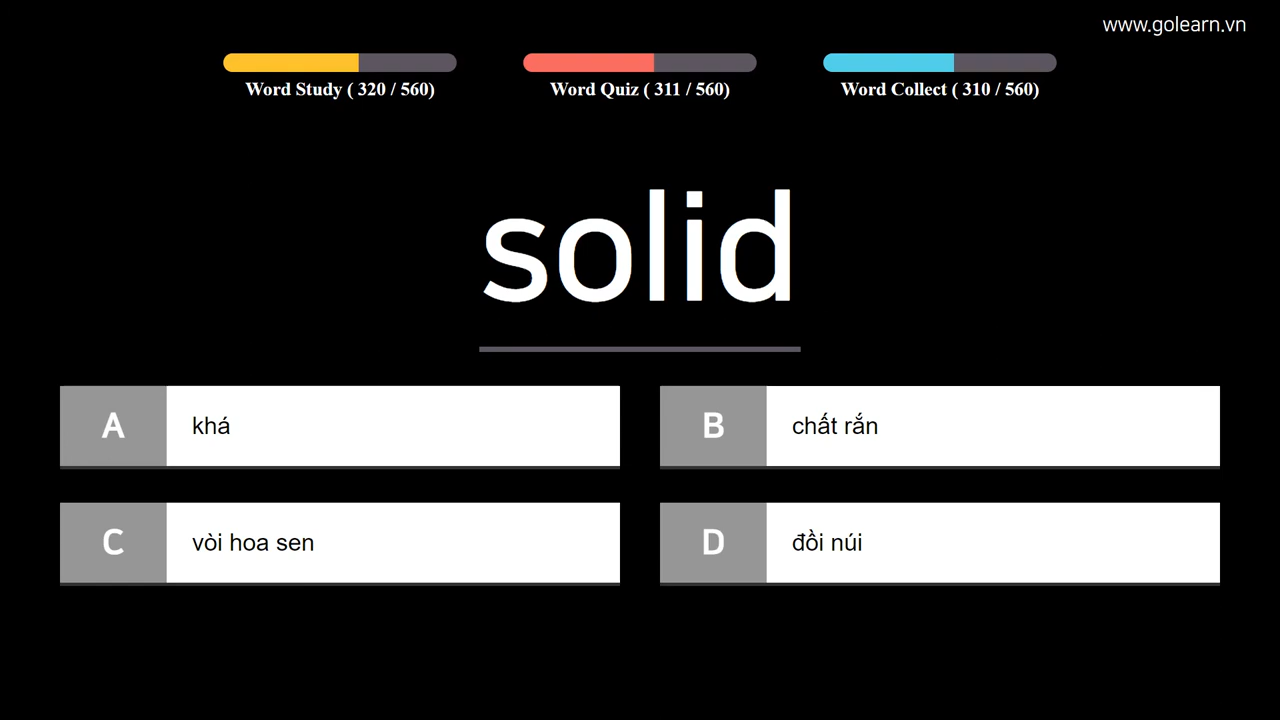 www.golearn.vn
Word Study ( 320 / 560)
Word Quiz ( 311 / 560)
Word Collect ( 310 / 560)
solid
A khá
B chất rắn
C vòi hoa sen
D đồi núi